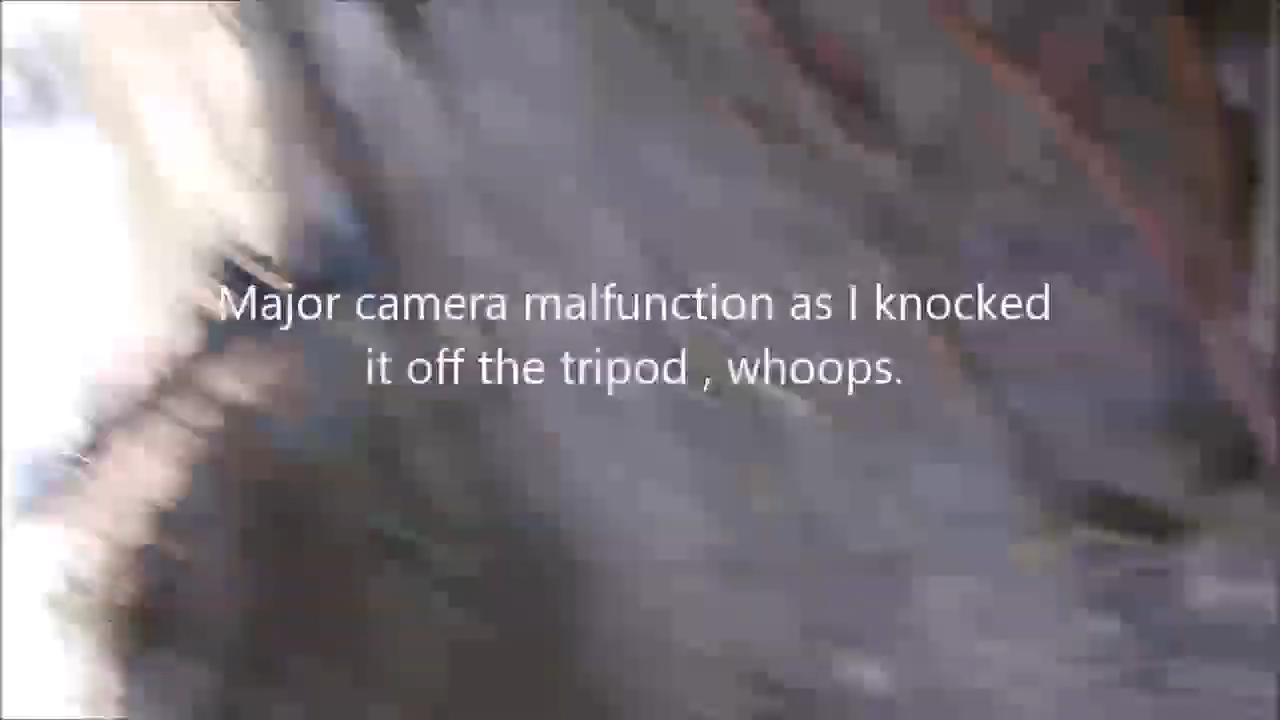 Major camera malfunction as I knocked
it off the tripod , whoops.